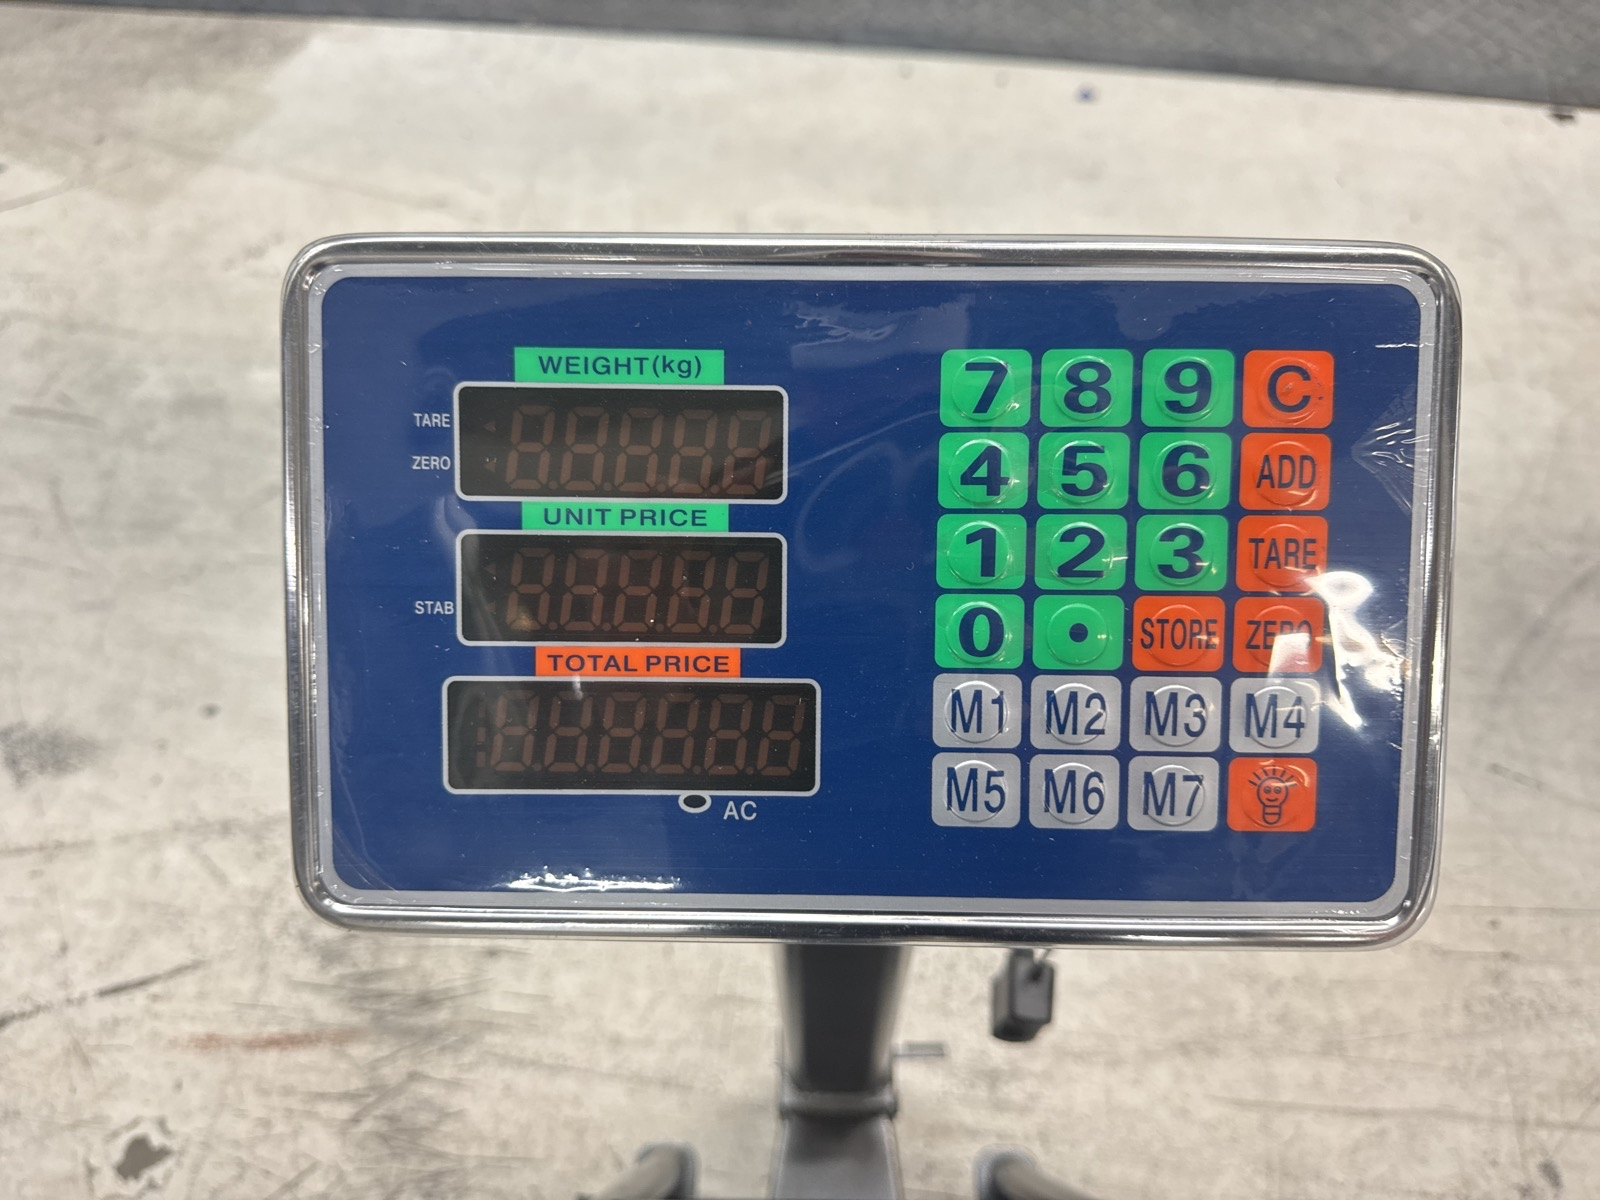 WEIGHT(kg)
TARE
ZERO
UNIT PRICE
STAB
TOTAL PRICE
AC
7 8 9 C
4 5 6 ADD
1 2 3 TARE
0 . STORE ZERO
M1 M2 M3 M4
M5 M6 M7